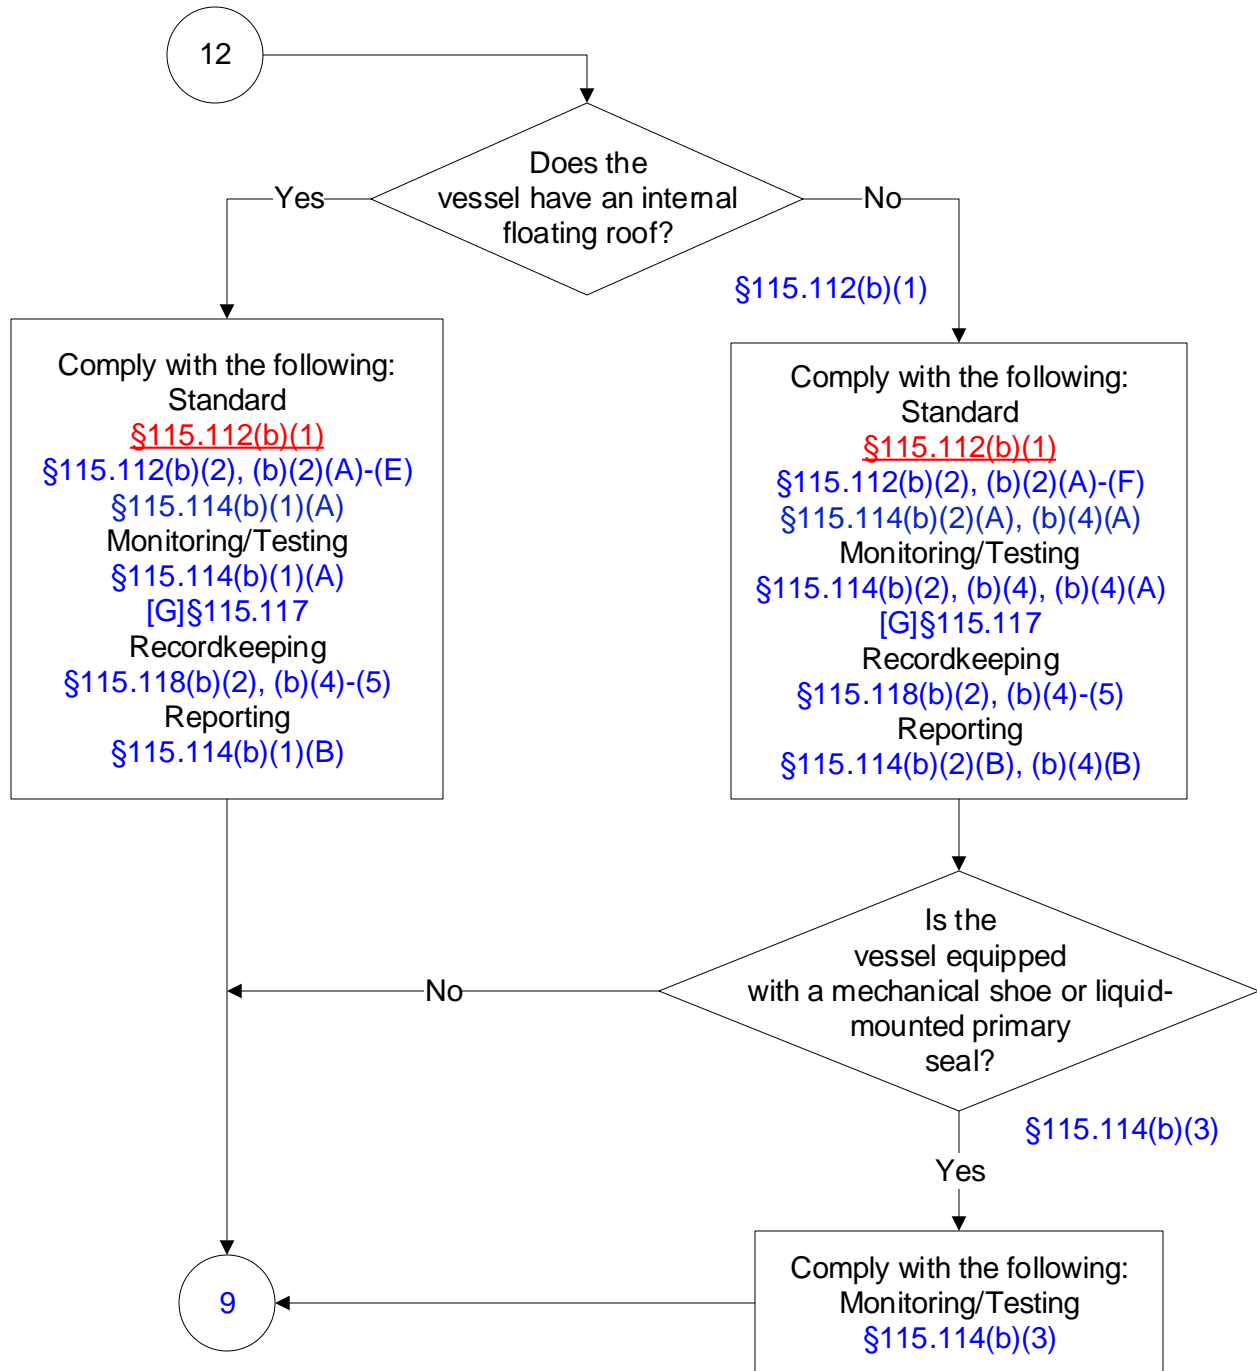 12
Does the
vessel have an internal
floating roof?
Yes
No
§115.112(b)(1)
Comply with the following:
Standard
§115.112(b)(1)
§115.112(b)(2), (b)(2)(A)-(E)
§115.114(b)(1)(A)
Monitoring/Testing
§115.114(b)(1)(A)
[G]§115.117
Recordkeeping
§115.118(b)(2), (b)(4)-(5)
Reporting
§115.114(b)(1)(B)
Comply with the following:
Standard
§115.112(b)(1)
§115.112(b)(2), (b)(2)(A)-(F)
§115.114(b)(2)(A), (b)(4)(A)
Monitoring/Testing
§115.114(b)(2), (b)(4), (b)(4)(A)
[G]§115.117
Recordkeeping
§115.118(b)(2), (b)(4)-(5)
Reporting
§115.114(b)(2)(B), (b)(4)(B)
Is the
vessel equipped
with a mechanical shoe or liquid-
mounted primary
seal?
No
§115.114(b)(3)
Yes
Comply with the following:
Monitoring/Testing
§115.114(b)(3)
9